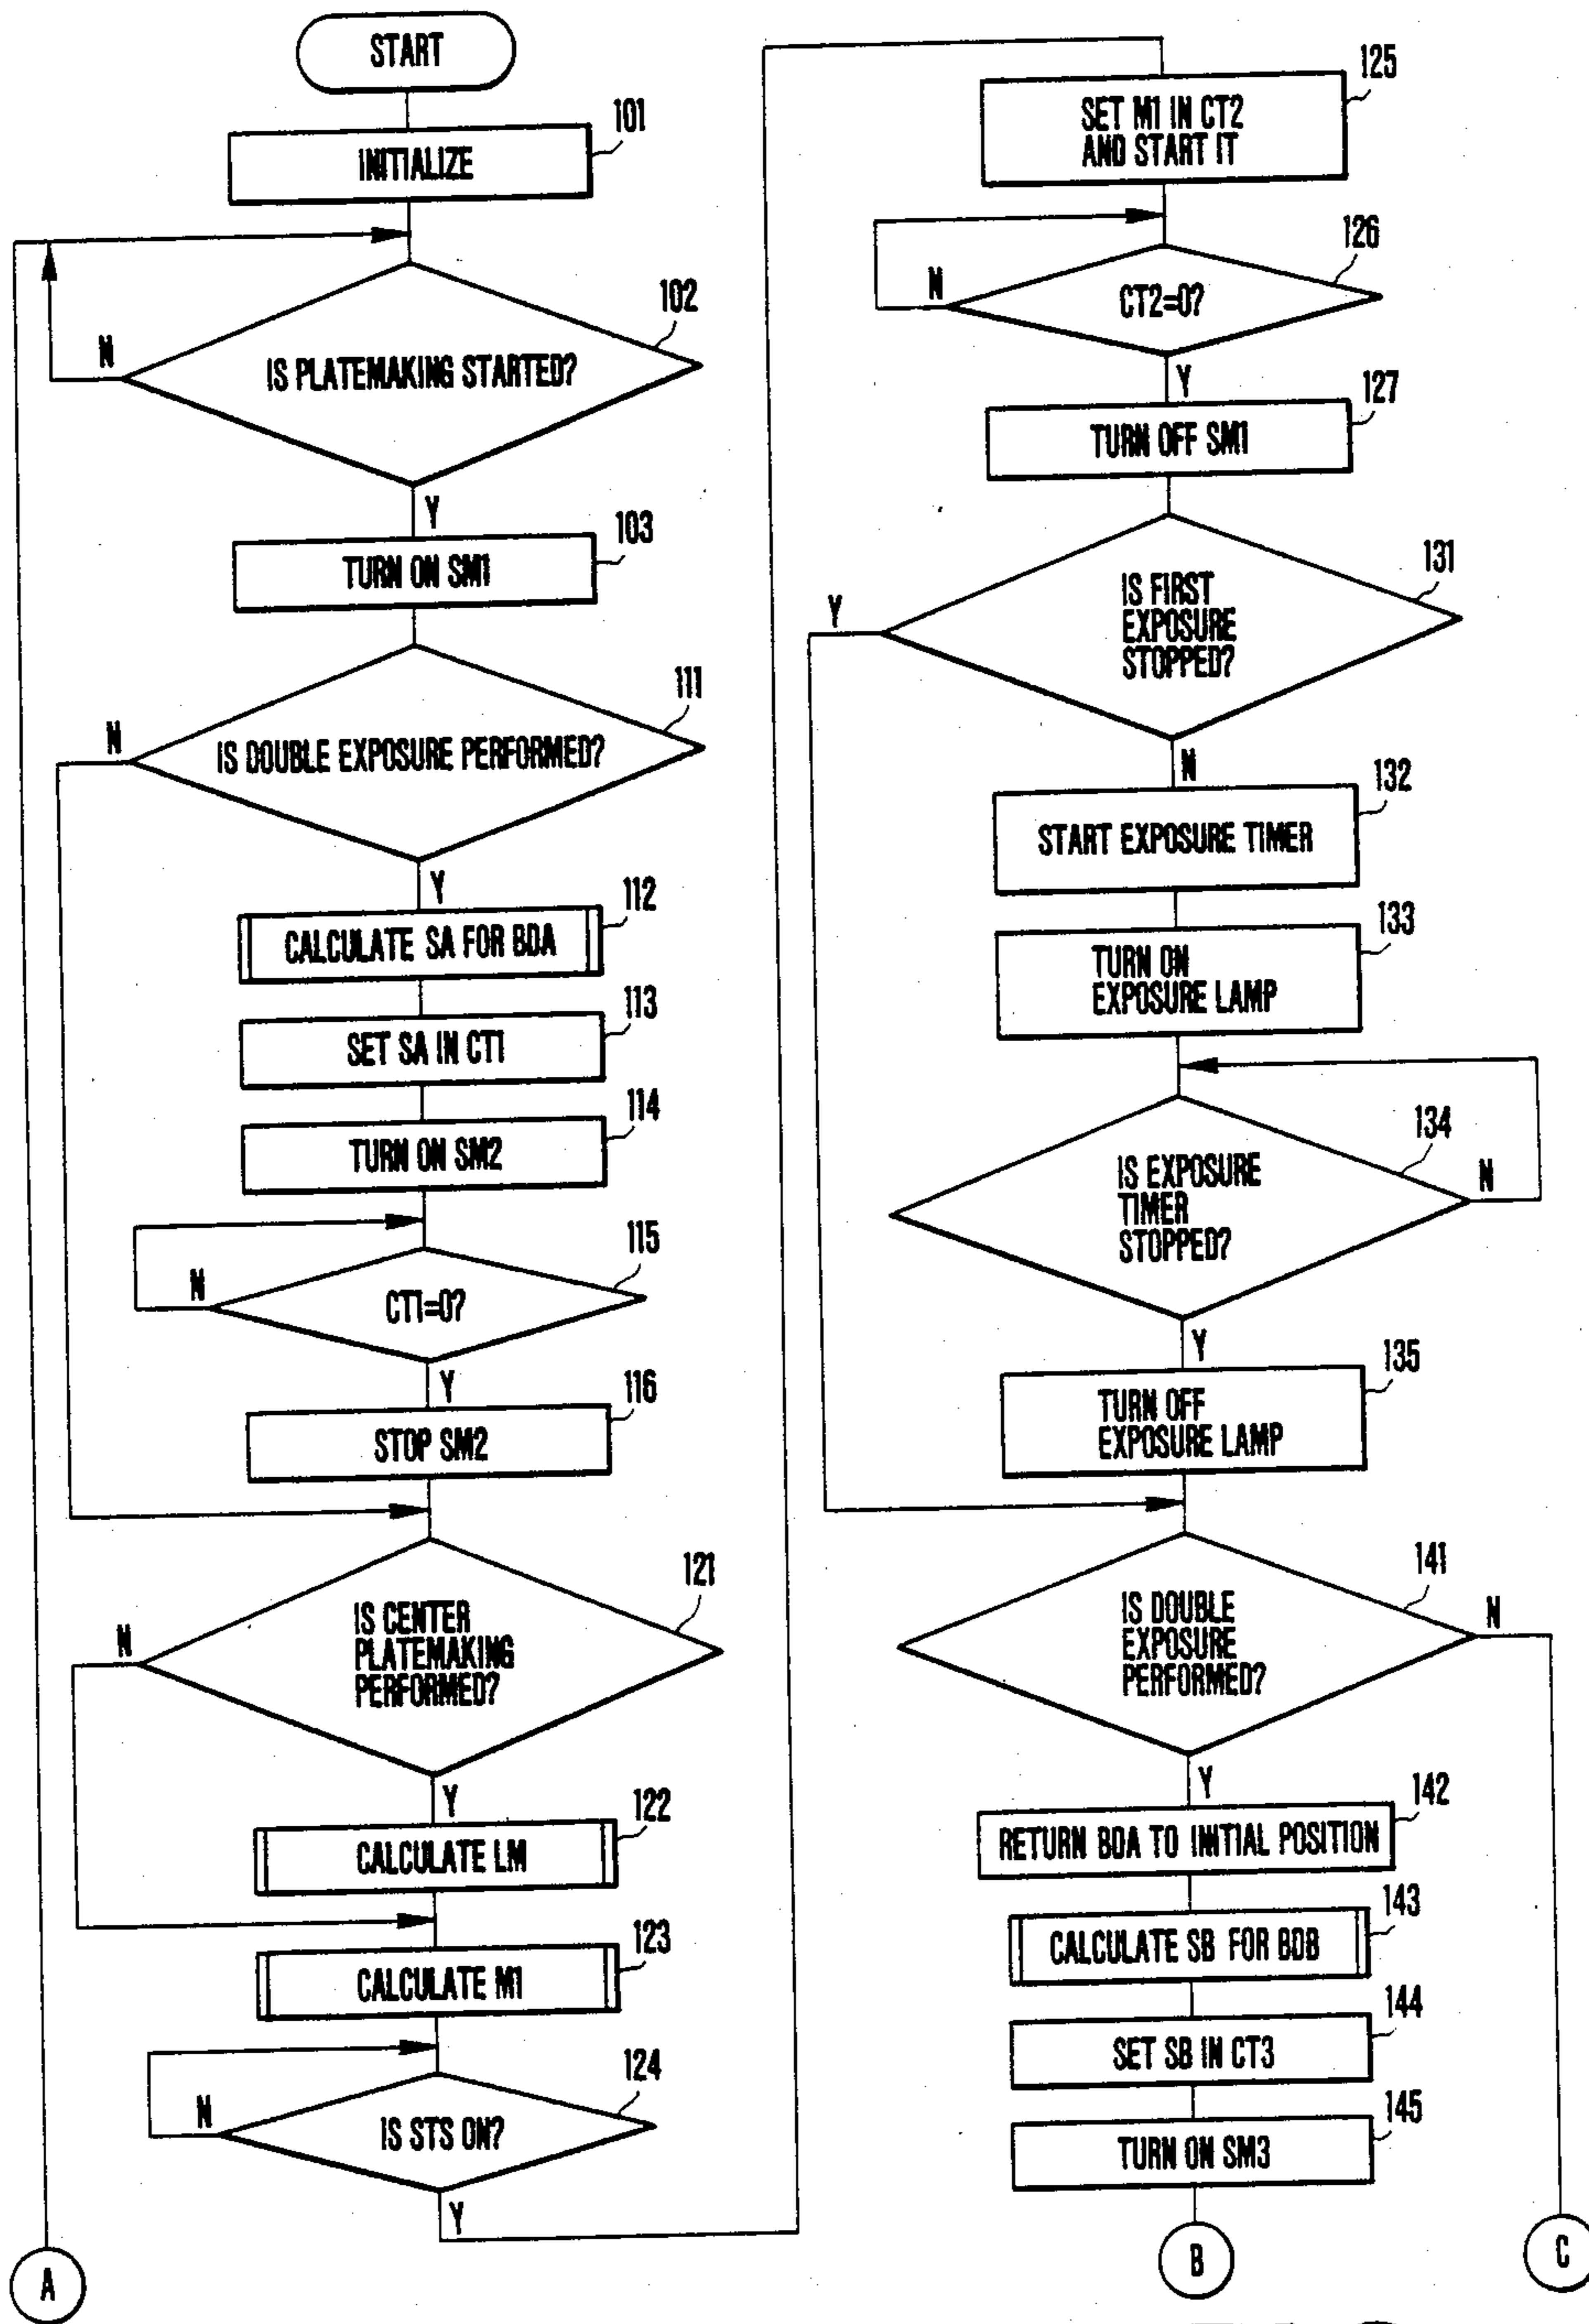 START
101
INITIALIZE
102
N
IS PLATEMAKING STARTED?
Y
103
TURN ON SM1
111
N
IS DOUBLE EXPOSURE PERFORMED?
Y
112
CALCULATE SA FOR BDA
113
SET SA IN CT1
114
TURN ON SM2
115
N
CT1=0?
Y
116
STOP SM2
121
N
IS CENTER
PLATEMAKING
PERFORMED?
Y
122
CALCULATE LM
123
CALCULATE M1
124
N
IS STS ON?
Y
A
125
SET M1 IN CT2
AND START IT
126
N
CT2=0?
Y
127
TURN OFF SM1
131
Y
IS FIRST
EXPOSURE
STOPPED?
N
132
START EXPOSURE TIMER
133
TURN ON
EXPOSURE LAMP
134
IS EXPOSURE
TIMER
STOPPED?
N
Y
135
TURN OFF
EXPOSURE LAMP
141
IS DOUBLE
EXPOSURE
PERFORMED?
N
Y
142
RETURN BDA TO INITIAL POSITION
143
CALCULATE SB FOR BDB
144
SET SB IN CT3
145
TURN ON SM3
B
C